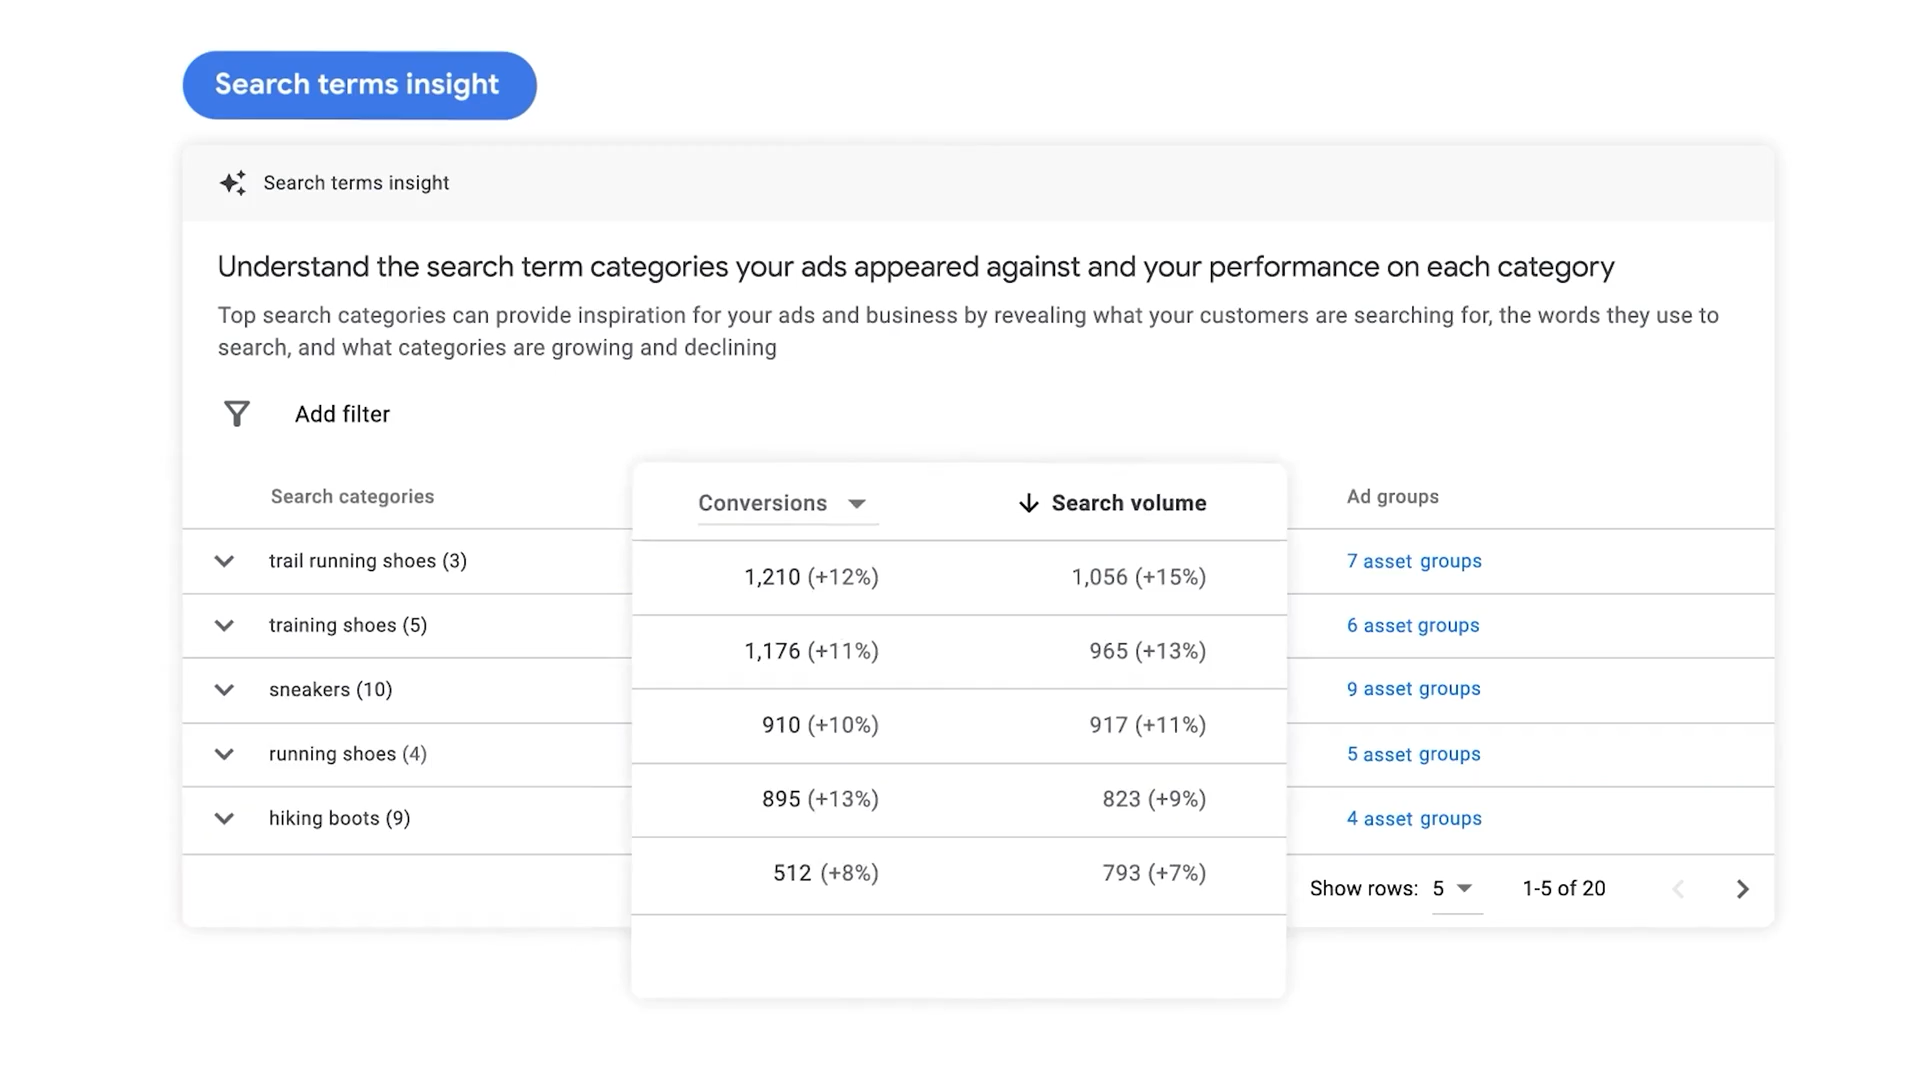 Search terms insight
Search terms insight
Understand the search term categories your ads appeared against and your performance on each category
Top search categories can provide inspiration for your ads and business by revealing what your customers are searching for, the words they use to
search, and what categories are growing and declining
Add filter
Search categories Conversions Search volume Ad groups
trail running shoes (3) 1,210 (+12%) 1,056 (+15%) 7 asset groups
training shoes (5) 1,176 (+11%) 965 (+13%) 6 asset groups
sneakers (10) 910 (+10%) 917 (+11%) 9 asset groups
running shoes (4) 895 (+13%) 823 (+9%) 5 asset groups
hiking boots (9) 512 (+8%) 793 (+7%) 4 asset groups
Show rows: 5 1-5 of 20